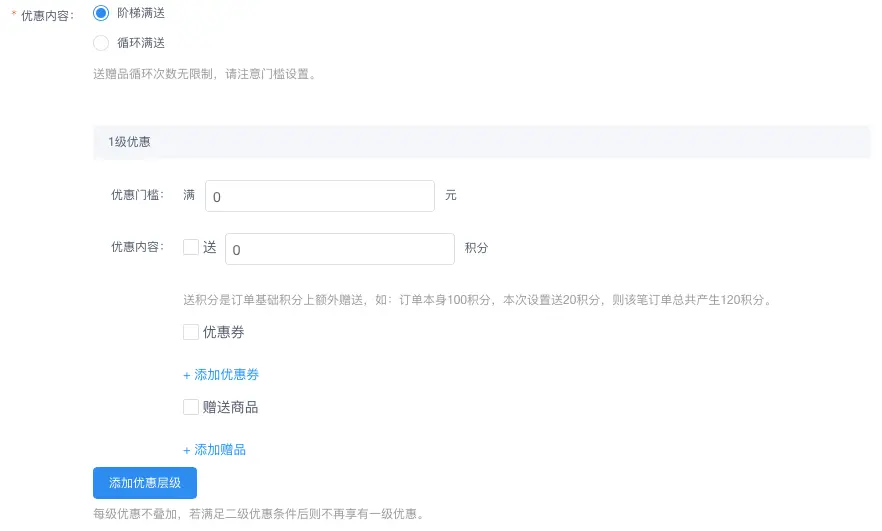 * 优惠内容： 阶梯满送
循环满送
送赠品循环次数无限制，请注意门槛设置。
1级优惠
优惠门槛： 满 0 元
优惠内容： 送 0 积分
送积分是订单基础积分上额外赠送，如：订单本身100积分，本次设置送20积分，则该笔订单总共产生120积分。
优惠券
+ 添加优惠券
赠送商品
+ 添加赠品
添加优惠层级
每级优惠不叠加，若满足二级优惠条件后则不再享有一级优惠。